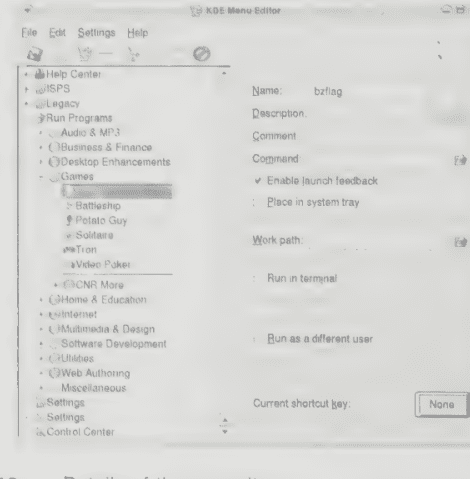 KDE Menu Editor
File Edit Settings Help
Help Center
ISPS
Legacy
Run Programs
Audio & MP3
Business & Finance
Desktop Enhancements
Games
Battleship
Potato Guy
Solitaire
Tron
Video Poker
CNR More
Home & Education
Internet
Multimedia & Design
Software Development
Utilities
Web Authoring
Miscellaneous
Settings
Settings
Control Center
Name: bzflag
Description:
Comment
Command
Enable launch feedback
Place in system tray
Work path:
Run in terminal
Run as a different user
Current shortcut key: None